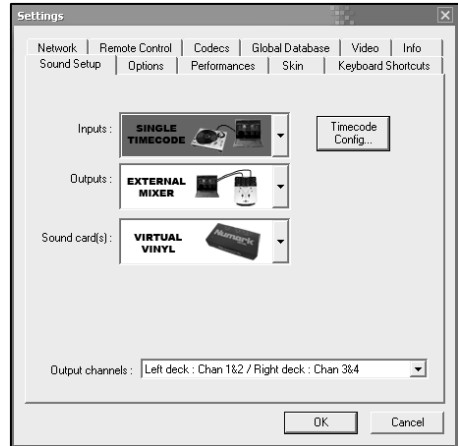 Settings
Network Remote Control Codecs Global Database Video Info
Sound Setup Options Performances Skin Keyboard Shortcuts
Inputs :
SINGLE
TIMECODE
Timecode
Config...
Outputs :
EXTERNAL
MIXER
Sound card(s) :
VIRTUAL
VINYL
Numark
Output channels : Left deck : Chan 1&2 / Right deck : Chan 3&4
OK Cancel